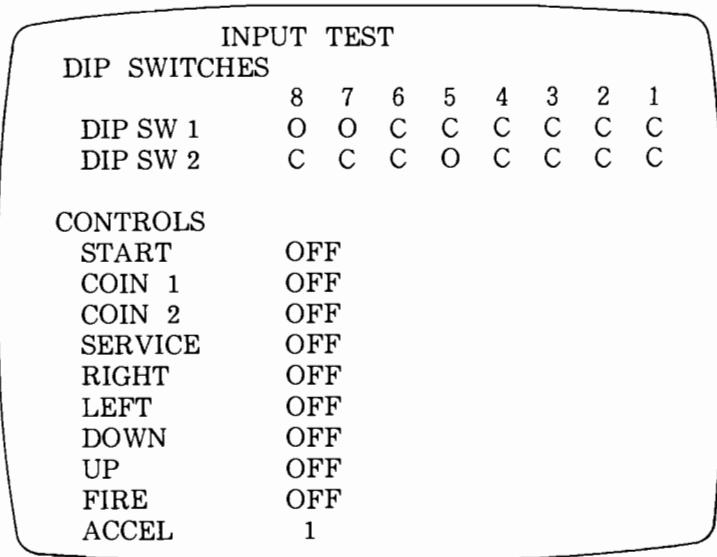 INPUT TEST
DIP SWITCHES
8 7 6 5 4 3 2 1
DIP SW 1 O O C C C C C C
DIP SW 2 C C C O C C C C
CONTROLS
START OFF
COIN 1 OFF
COIN 2 OFF
SERVICE OFF
RIGHT OFF
LEFT OFF
DOWN OFF
UP OFF
FIRE OFF
ACCEL 1